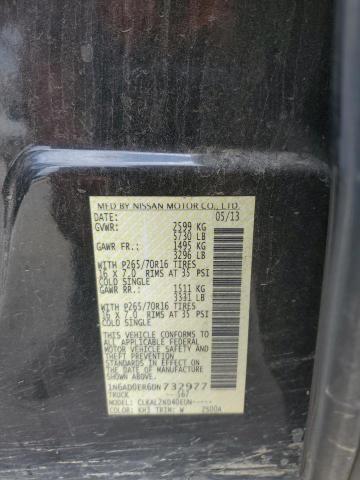 MFD BY NISSAN MOTOR CO., LTD.
DATE: 05/13
GVWR: 2599 KG
5730 LB
GAWR FR: 1495 KG
3296 LB
WITH P265/70R16 TIRES
16 X 7.0 RIMS AT 35 PSI
COLD SINGLE
GAWR RR: 1511 KG
3331 LB
WITH P265/70R16 TIRES
16 X 7.0 RIMS AT 35 PSI
COLD SINGLE
THIS VEHICLE CONFORMS TO
ALL APPLICABLE FEDERAL
MOTOR VEHICLE SAFETY
STANDARDS IN EFFECT ON
THE DATE OF MANUFACTURE
SHOWN ABOVE
1N6AD0ER6DN732977
TRUCK 567
MODEL:
COLOR: KH3 TRIM: W 2500A